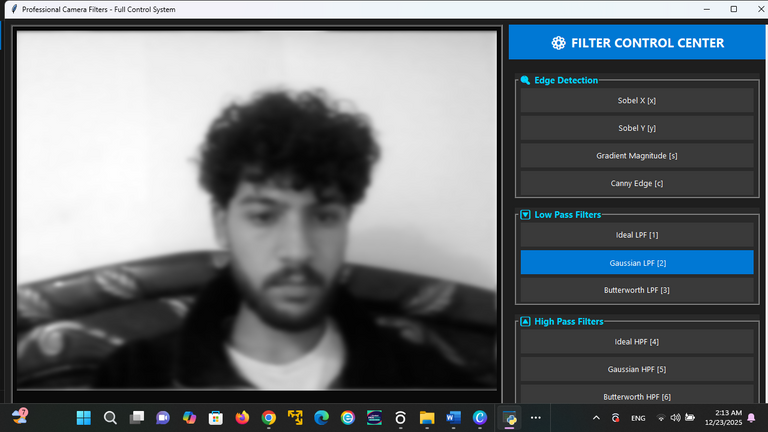 Professional Camera Filters - Full Control System
FILTER CONTROL CENTER
Edge Detection
Sobel X [x]
Sobel Y [y]
Gradient Magnitude [s]
Canny Edge [c]
Low Pass Filters
Ideal LPF [1]
Gaussian LPF [2]
Butterworth LPF [3]
High Pass Filters
Ideal HPF [4]
Gaussian HPF [5]
Butterworth HPF [6]
ENG
2:13 AM
12/23/2025